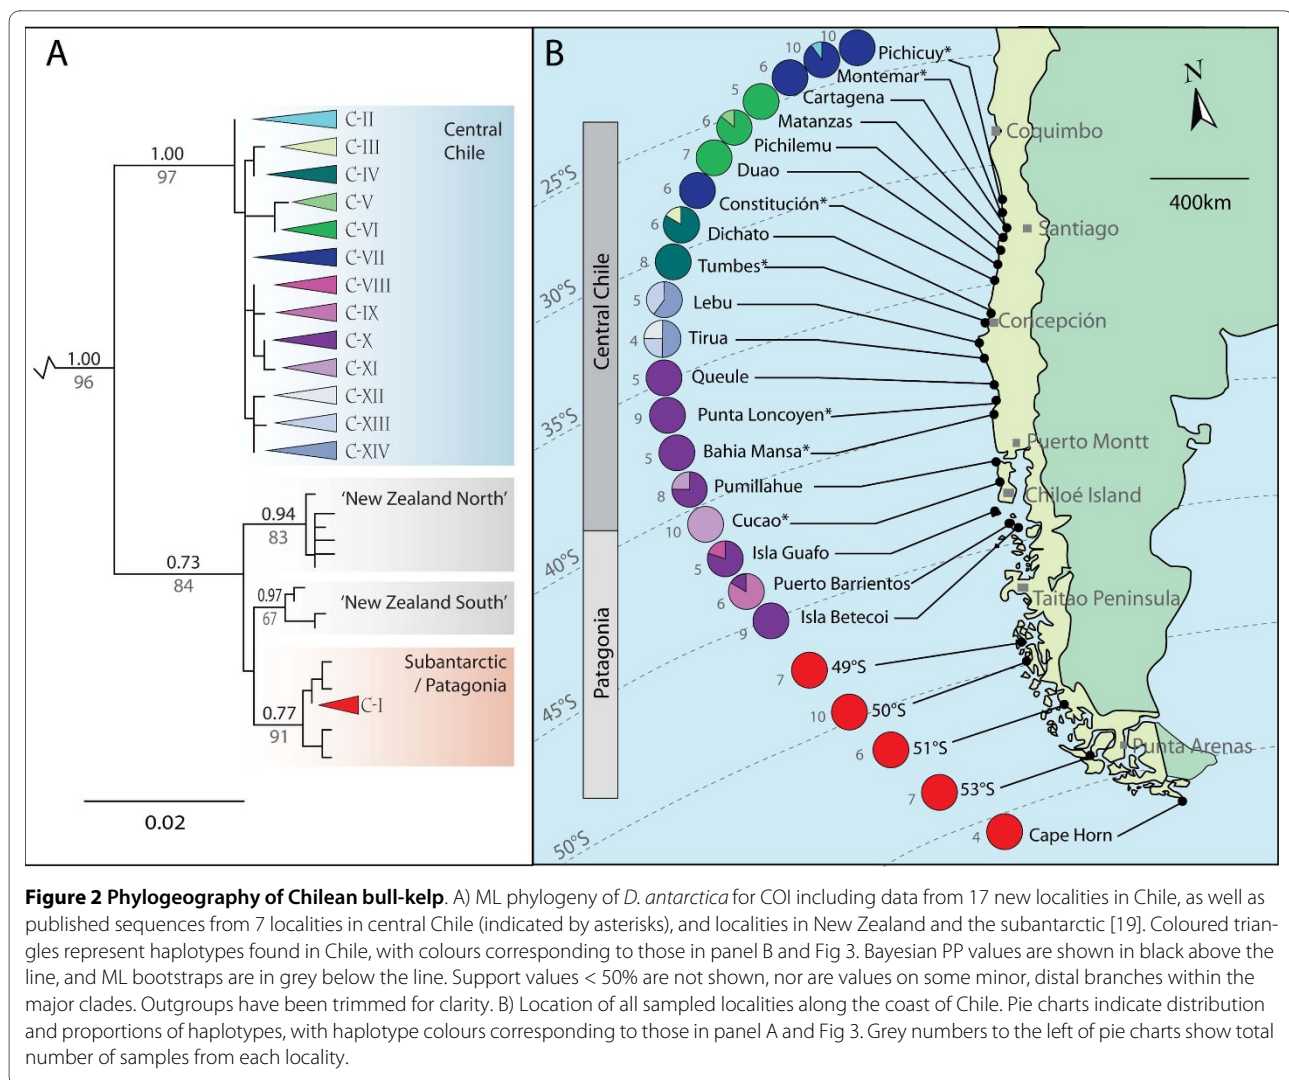 A
C-II
C-III
C-IV
C-V
C-VI
C-VII
C-VIII
C-IX
C-X
C-XI
C-XII
C-XIII
C-XIV
Central
Chile
1.00
97
1.00
96
'New Zealand North'
0.94
83
0.73
84
'New Zealand South'
0.97
67
Subantarctic
/ Patagonia
C-I
0.77
91
0.02
B
10
Pichicuy*
10
Montemar*
6
Cartagena
5
Matanzas
6
Pichilemu
7
Duao
6
Constitución*
6
Dichato
8
Tumbes*
5
Lebu
4
Tirua
5
Queule
9
Punta Loncoyen*
5
Bahia Mansa*
8
Pumillahue
10
Cucao*
5
Isla Guafo
6
Puerto Barrientos
9
Isla Betecoi
7
49°S
10
50°S
6
51°S
7
53°S
4
Cape Horn
Central Chile
Patagonia
25°S
30°S
35°S
40°S
45°S
50°S
N
400km
Coquimbo
Santiago
Concepción
Puerto Montt
Chiloé Island
Taitao Peninsula
Punta Arenas
Figure 2 Phylogeography of Chilean bull-kelp. A) ML phylogeny of D. antarctica for COI including data from 17 new localities in Chile, as well as
published sequences from 7 localities in central Chile (indicated by asterisks), and localities in New Zealand and the subantarctic [19]. Coloured trian-
gles represent haplotypes found in Chile, with colours corresponding to those in panel B and Fig 3. Bayesian PP values are shown in black above the
line, and ML bootstraps are in grey below the line. Support values < 50% are not shown, nor are values on some minor, distal branches within the
major clades. Outgroups have been trimmed for clarity. B) Location of all sampled localities along the coast of Chile. Pie charts indicate distribution
and proportions of haplotypes, with haplotype colours corresponding to those in panel A and Fig 3. Grey numbers to the left of pie charts show total
number of samples from each locality.